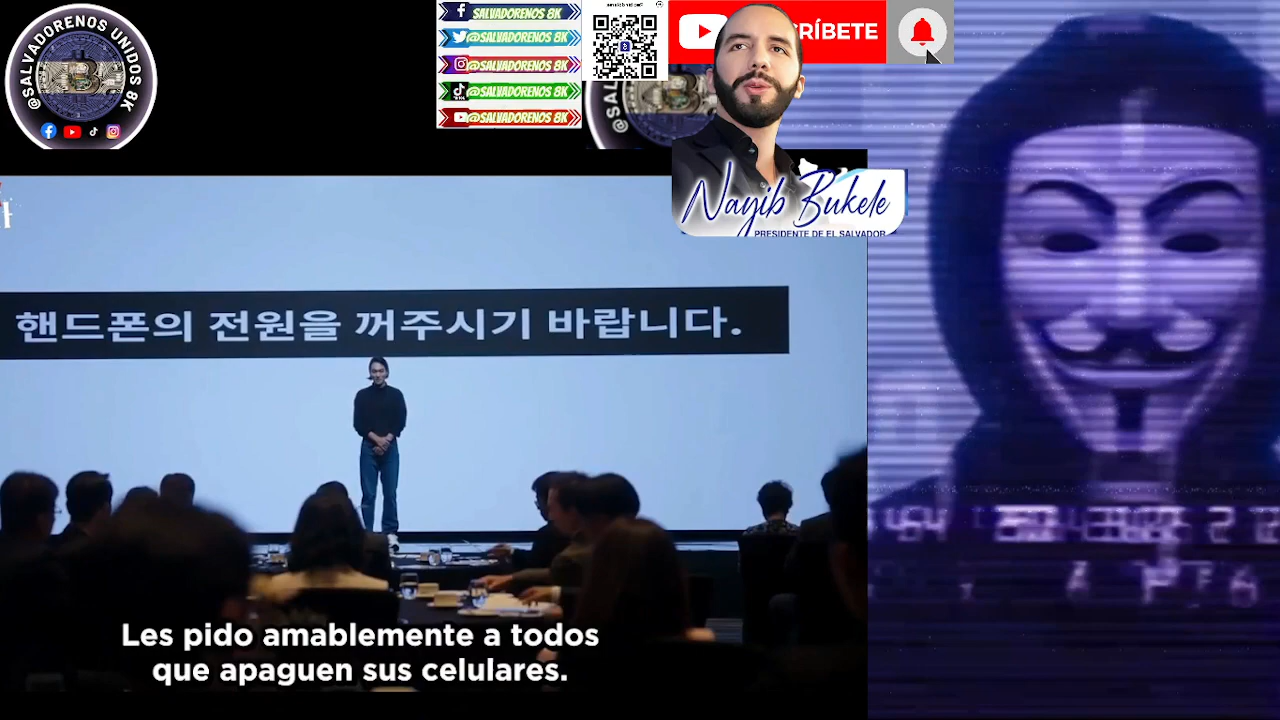 @SALVADORENOS UNIDOS 8K
SALVADORENOS 8K
@SALVADORENOS 8K
@SALVADORENOS 8K
@SALVADORENOS 8K
@SALVADORENOS 8K
CRÍBETE
Nayib Bukele
PRESIDENTE DE EL SALVADOR
핸드폰의 전원을 꺼주시기 바랍니다.
Les pido amablemente a todos
que apaguen sus celulares.